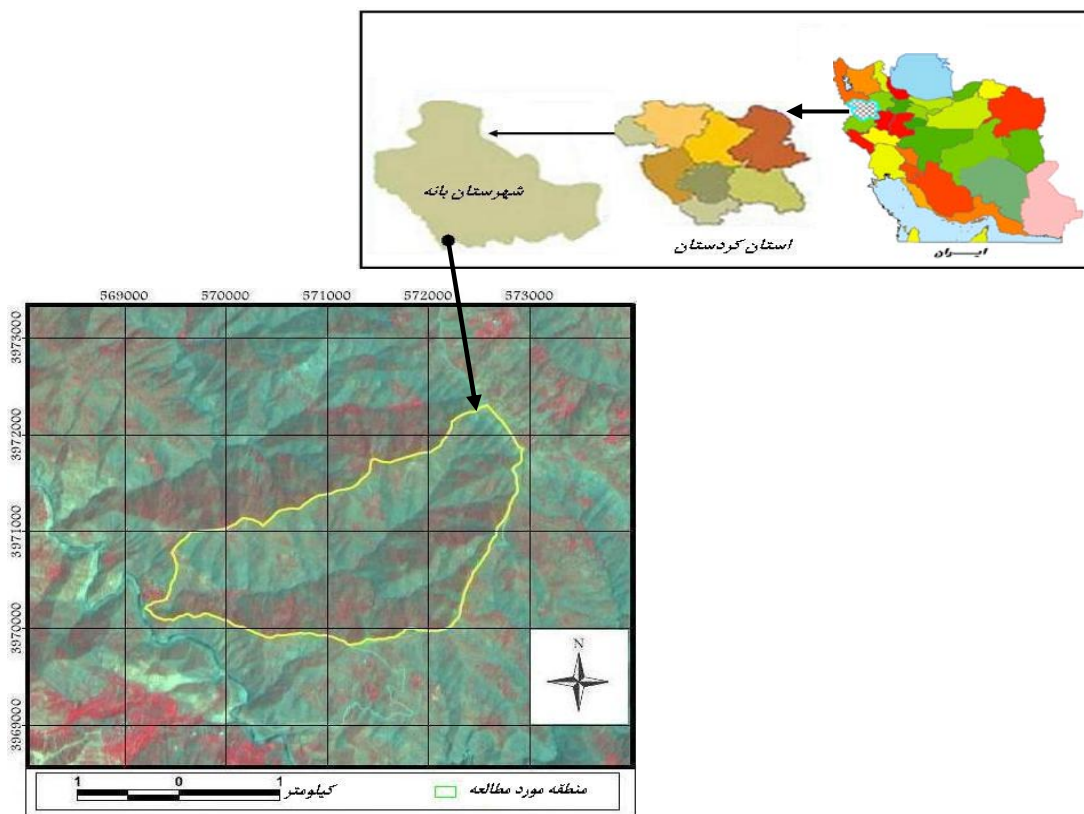 شهرستان بانه
استان کردستان
ایران
569000 570000 571000 572000 573000
3973000
3972000
3971000
3970000
3969000
N
1 0 1
کیلومتر
منطقه مورد مطالعه